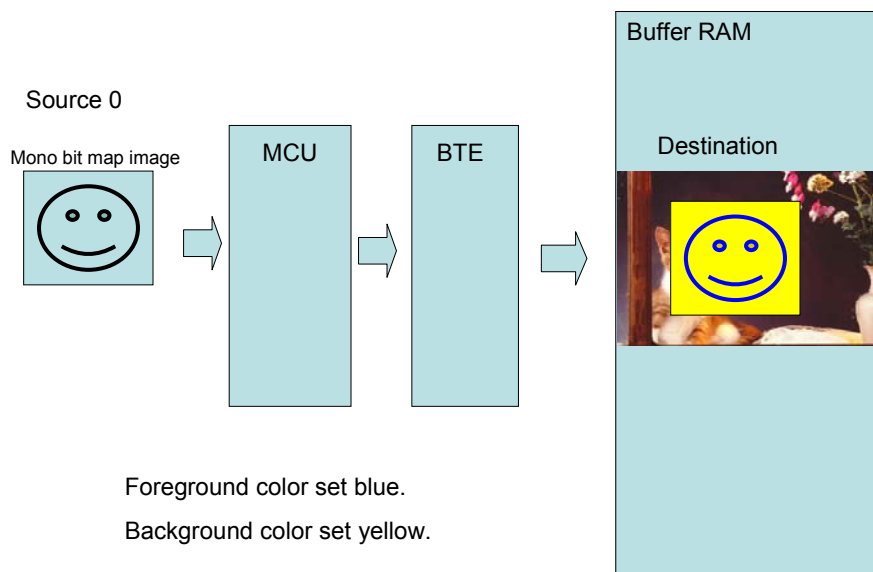 Buffer RAM
Source 0
Mono bit map image
MCU
BTE
Destination
Foreground color set blue.
Background color set yellow.